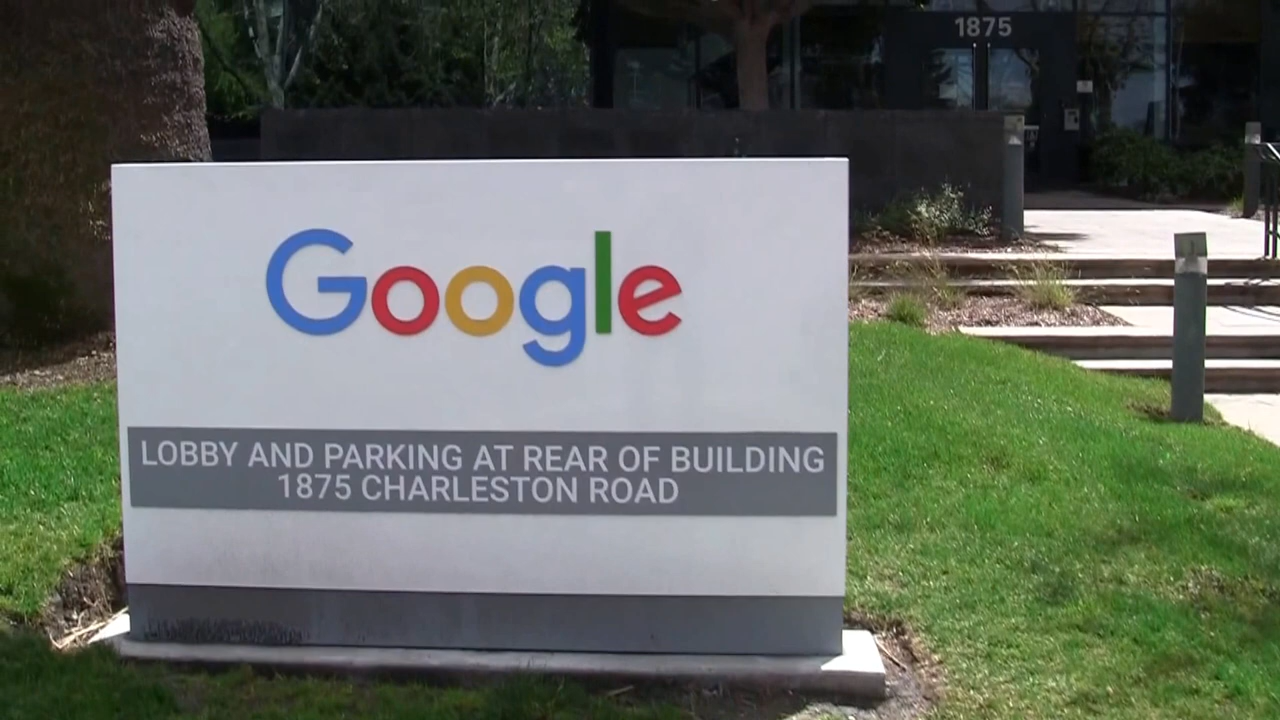 1875
Google
LOBBY AND PARKING AT REAR OF BUILDING
1875 CHARLESTON ROAD